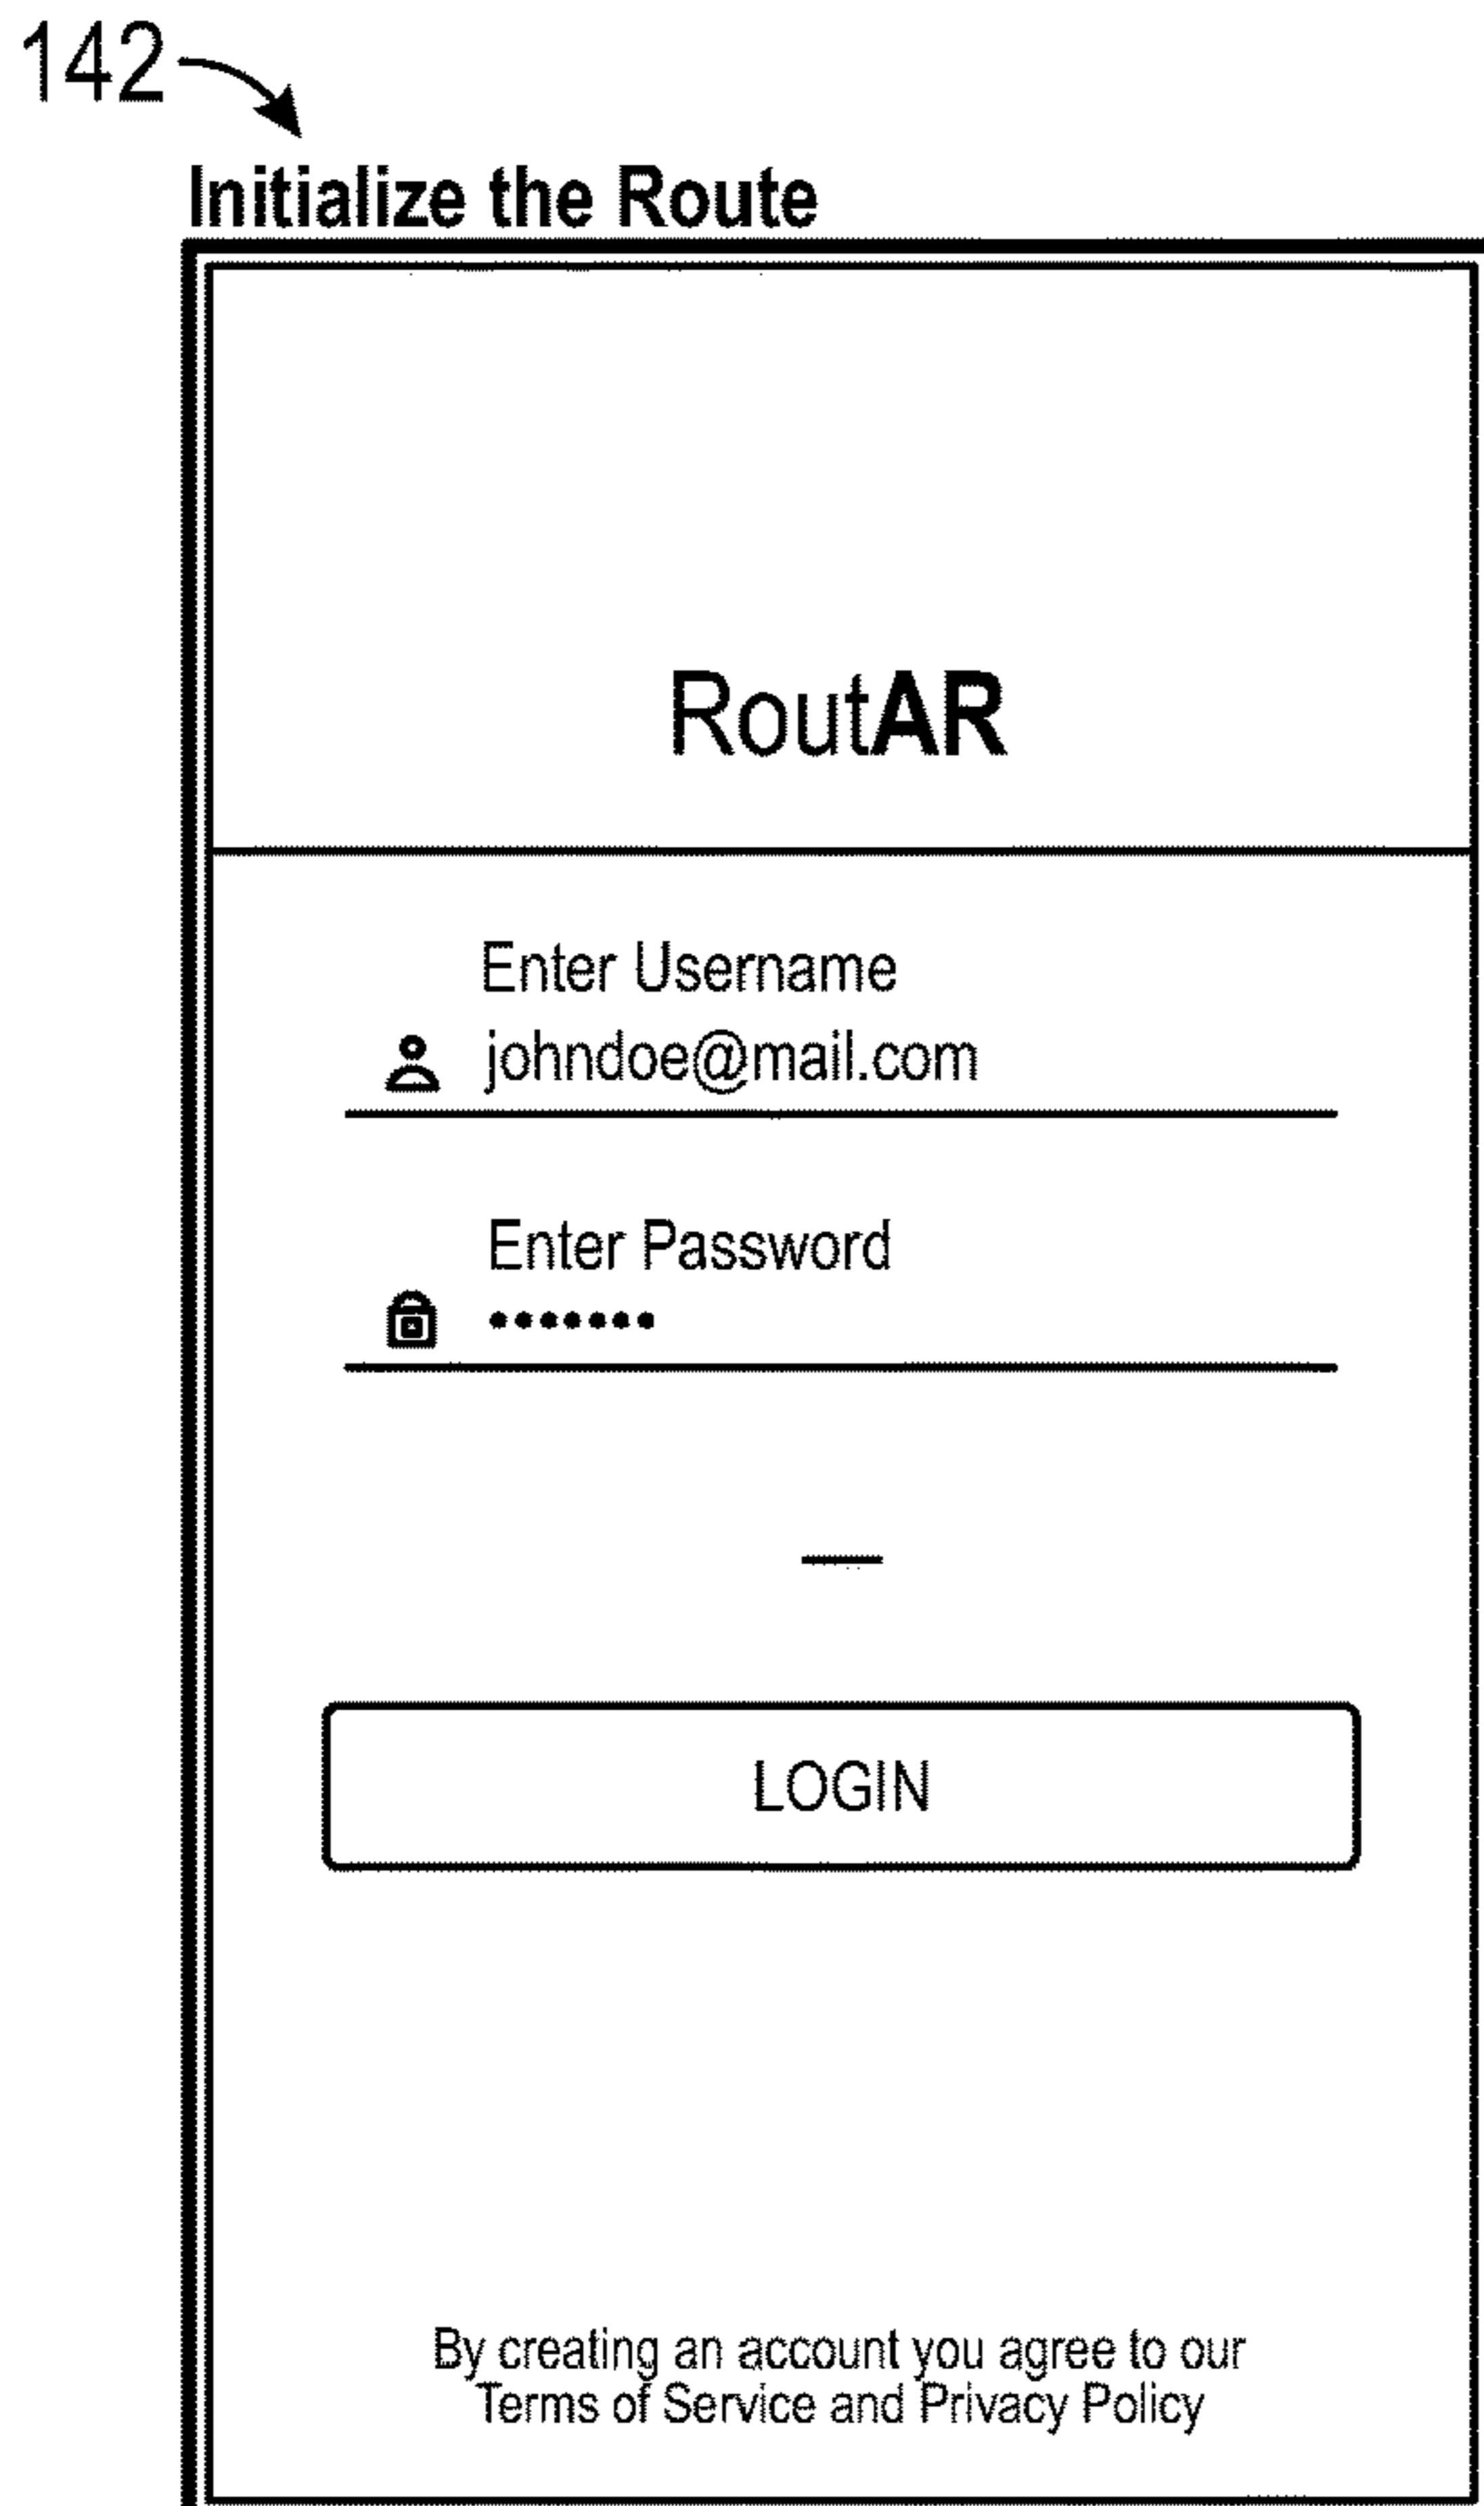 142
Initialize the Route
RoutAR
Enter Username
johndoe@mail.com
Enter Password
•••••••
LOGIN
By creating an account you agree to our
Terms of Service and Privacy Policy